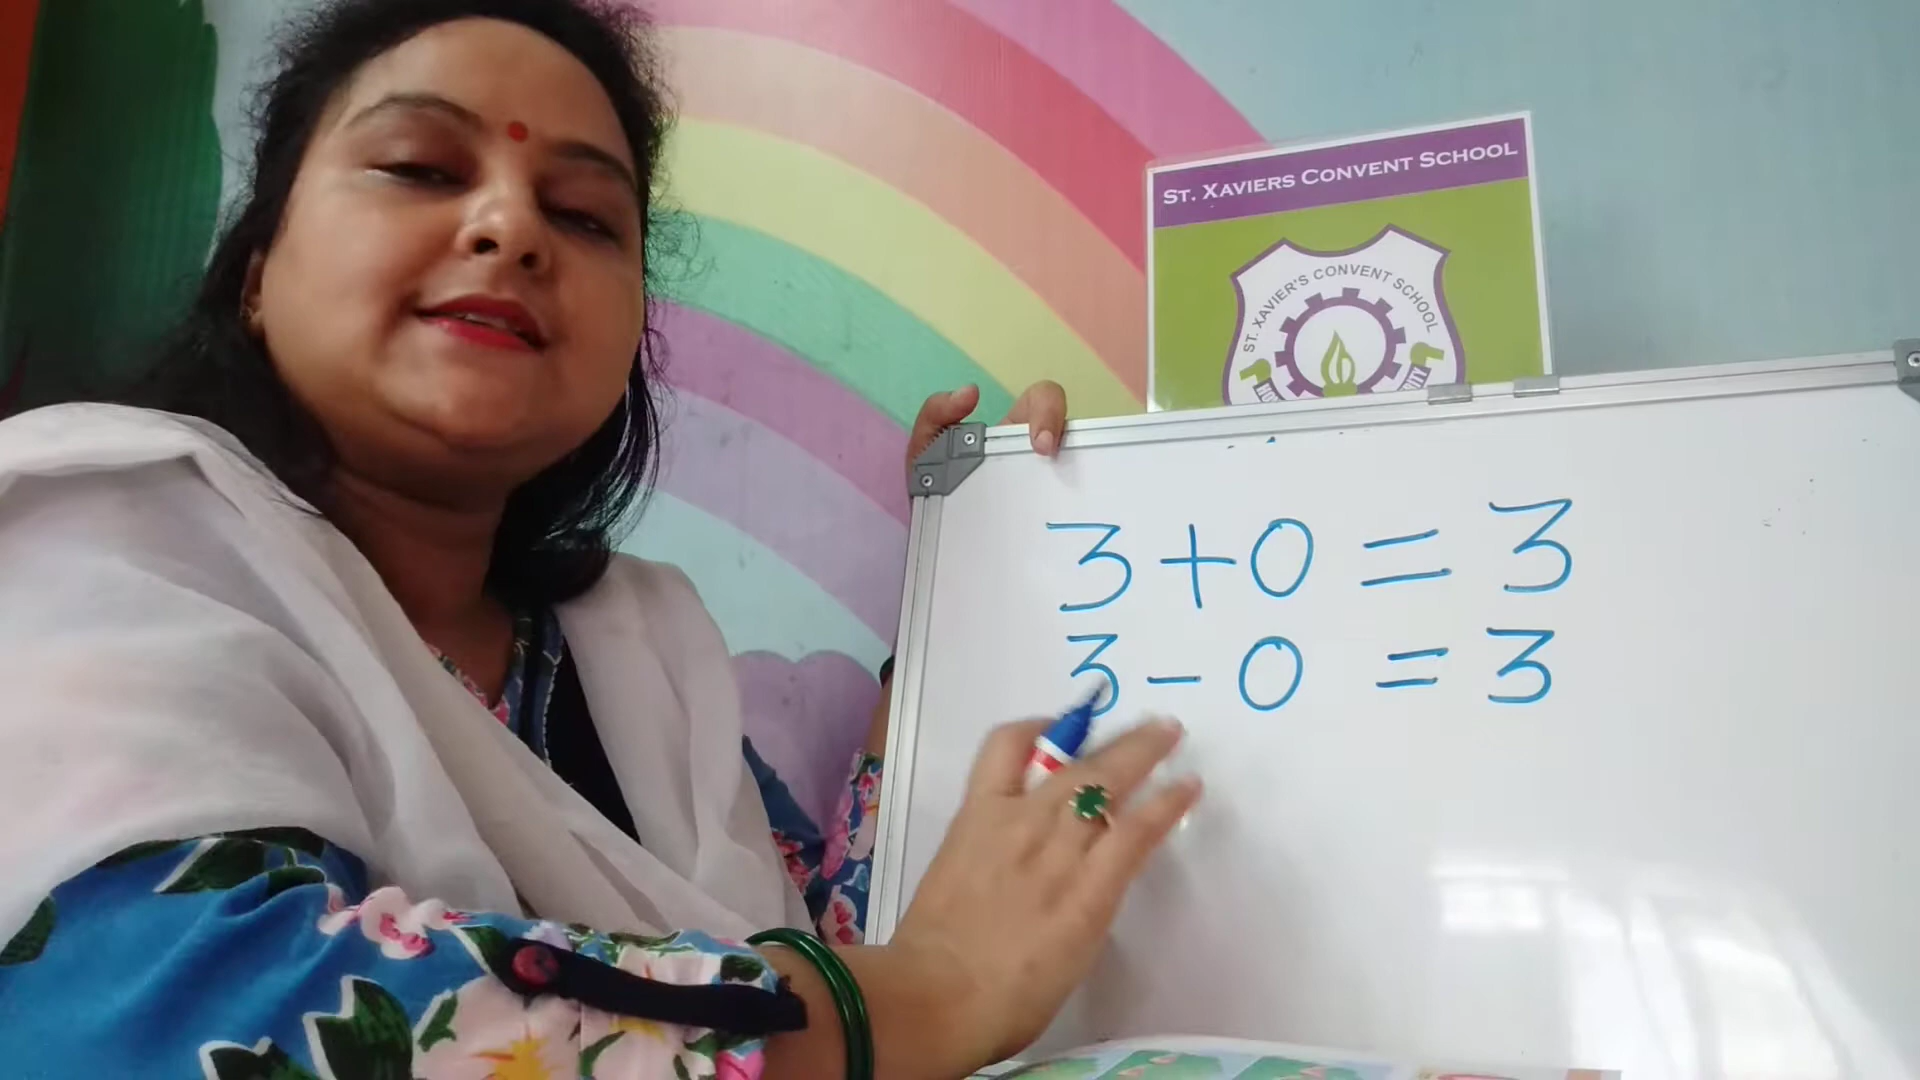 ST. XAVIERS CONVENT SCHOOL
ST. XAVIER'S CONVENT SCHOOL
3+0 = 3
3-0 = 3